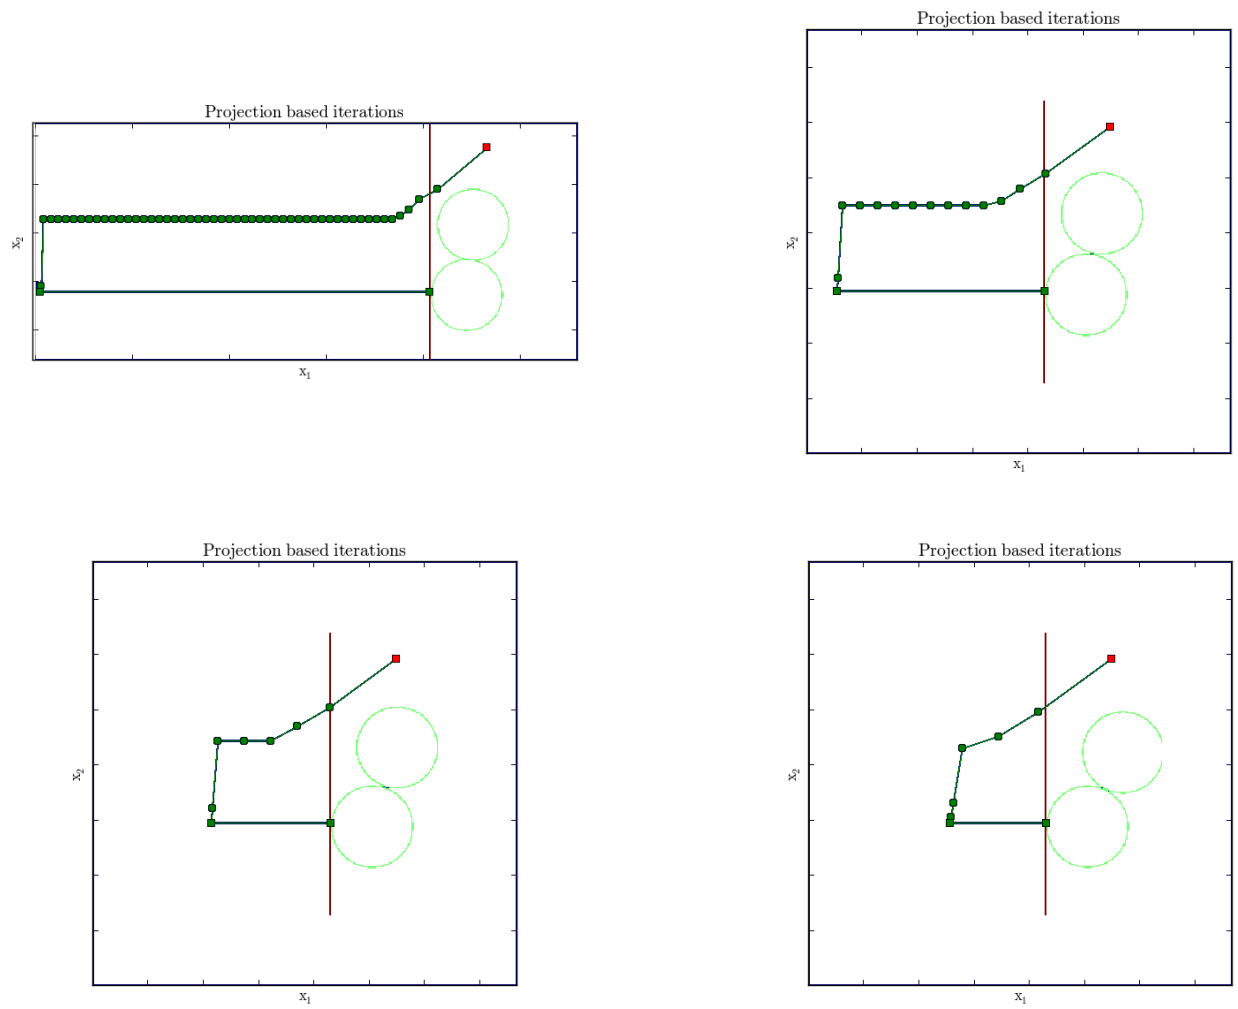 Projection based iterations
x₂
x₁
Projection based iterations
x₂
x₁
Projection based iterations
x₂
x₁
Projection based iterations
x₂
x₁